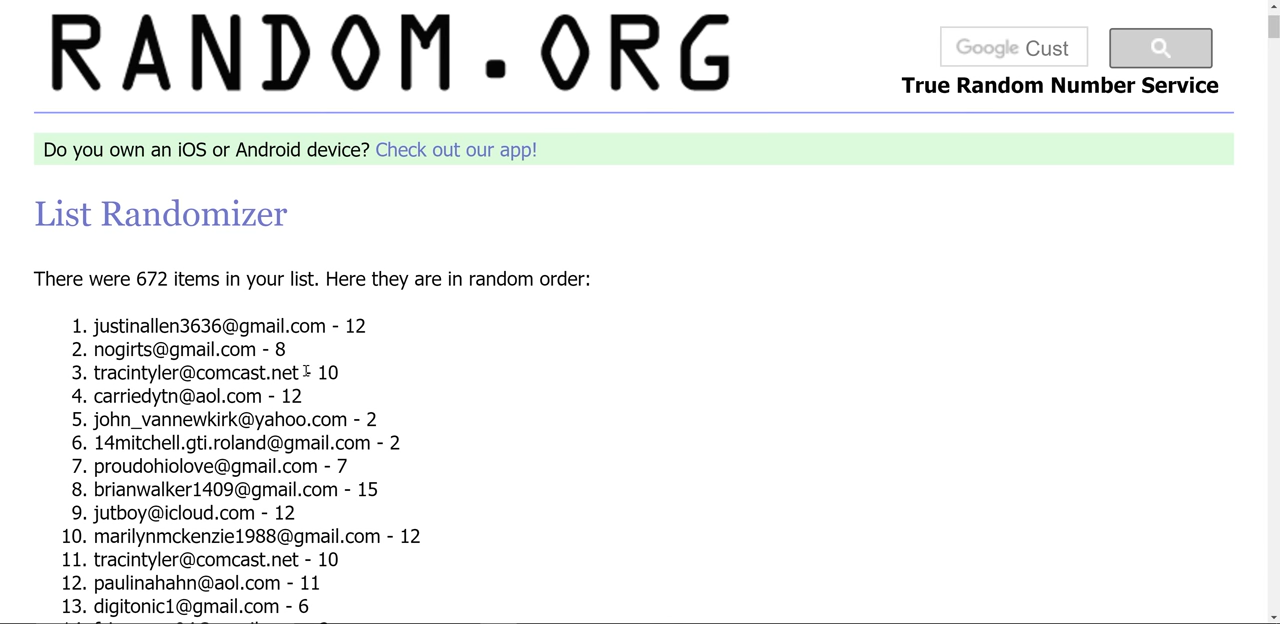 RANDOM.ORG
Google Cust
True Random Number Service
Do you own an iOS or Android device? Check out our app!
List Randomizer
There were 672 items in your list. Here they are in random order:
1. justinallen3636@gmail.com - 12
2. nogirts@gmail.com - 8
3. tracintyler@comcast.net - 10
4. carriedytn@aol.com - 12
5. john_vannewkirk@yahoo.com - 2
6. 14mitchell.gti.roland@gmail.com - 2
7. proudohiolove@gmail.com - 7
8. brianwalker1409@gmail.com - 15
9. jutboy@icloud.com - 12
10. marilynmckenzie1988@gmail.com - 12
11. tracintyler@comcast.net - 10
12. paulinahahn@aol.com - 11
13. digitonic1@gmail.com - 6